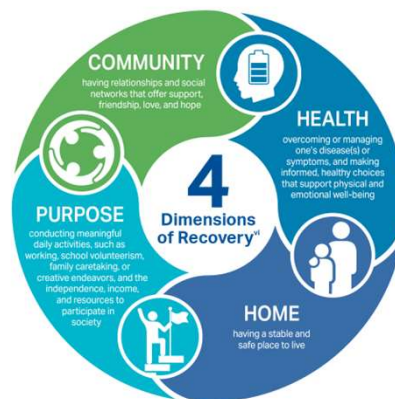 COMMUNITY
having relationships and social
networks that offer support,
friendship, love, and hope
HEALTH
overcoming or managing
one's disease(s) or
symptoms, and making
informed, healthy choices
that support physical and
emotional well-being
4
Dimensions
of Recovery vi
PURPOSE
conducting meaningful
daily activities, such as
working, school volunteerism,
family caretaking, or
creative endeavors, and the
independence, income,
and resources to
participate in
society
HOME
having a stable and
safe place to live